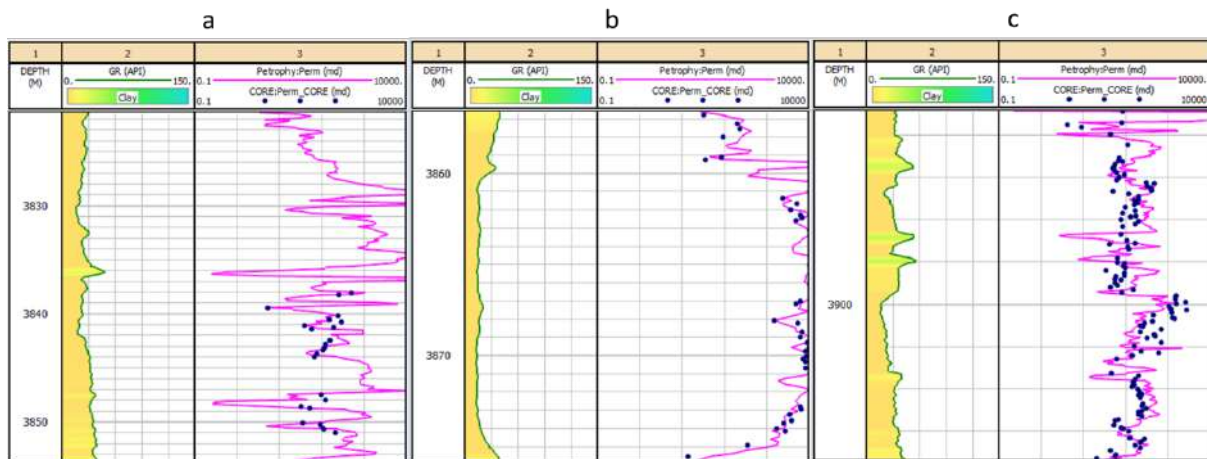 a b c
1 2 3 1 2 3 1 2 3
DEPTH (M) GR (API) Petrophy:Perm (md) DEPTH (M) GR (API) Petrophy:Perm (md) DEPTH (M) GR (API) Petrophy:Perm (md)
0. 150. 0.1 10000. 0. 150. 0.1 10000. 0. 150. 0.1 10000.
Clay CORE:Perm_CORE (md) Clay CORE:Perm_CORE (md) Clay CORE:Perm_CORE (md)
0.1 10000 0.1 10000 0.1 10000
3830
3840
3850
3860
3870
3900